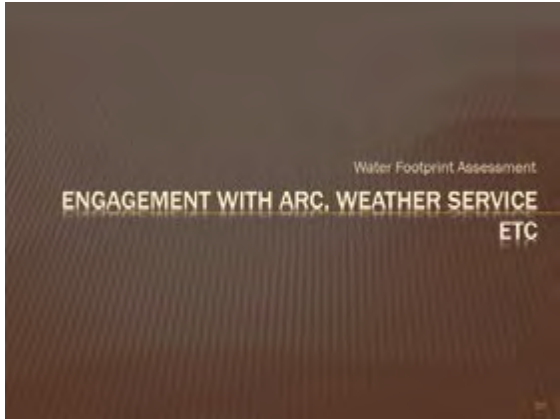 Water Footprint Assessment
ENGAGEMENT WITH ARC, WEATHER SERVICE
ETC